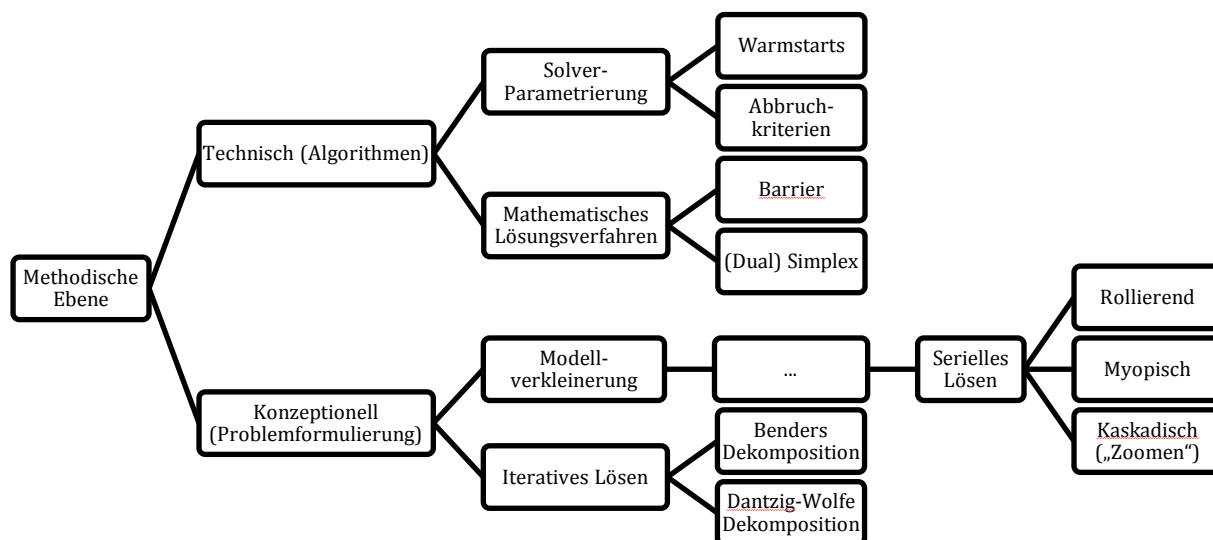 Methodische
Ebene
Technisch (Algorithmen)
Konzeptionell
(Problemformulierung)
Solver-
Parametrierung
Mathematisches
Lösungsverfahren
Modell-
verkleinerung
Iteratives Lösen
Warmstarts
Abbruch-
kriterien
Barrier
(Dual) Simplex
...
Benders
Dekomposition
Dantzig-Wolfe
Dekomposition
Serielles
Lösen
Rollierend
Myopisch
Kaskadisch
(„Zoomen“)